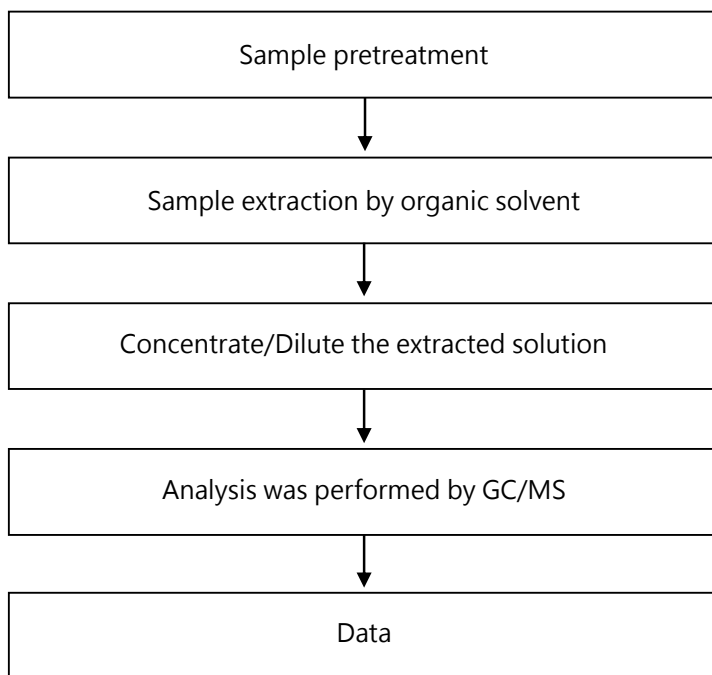 Sample pretreatment
Sample extraction by organic solvent
Concentrate/Dilute the extracted solution
Analysis was performed by GC/MS
Data